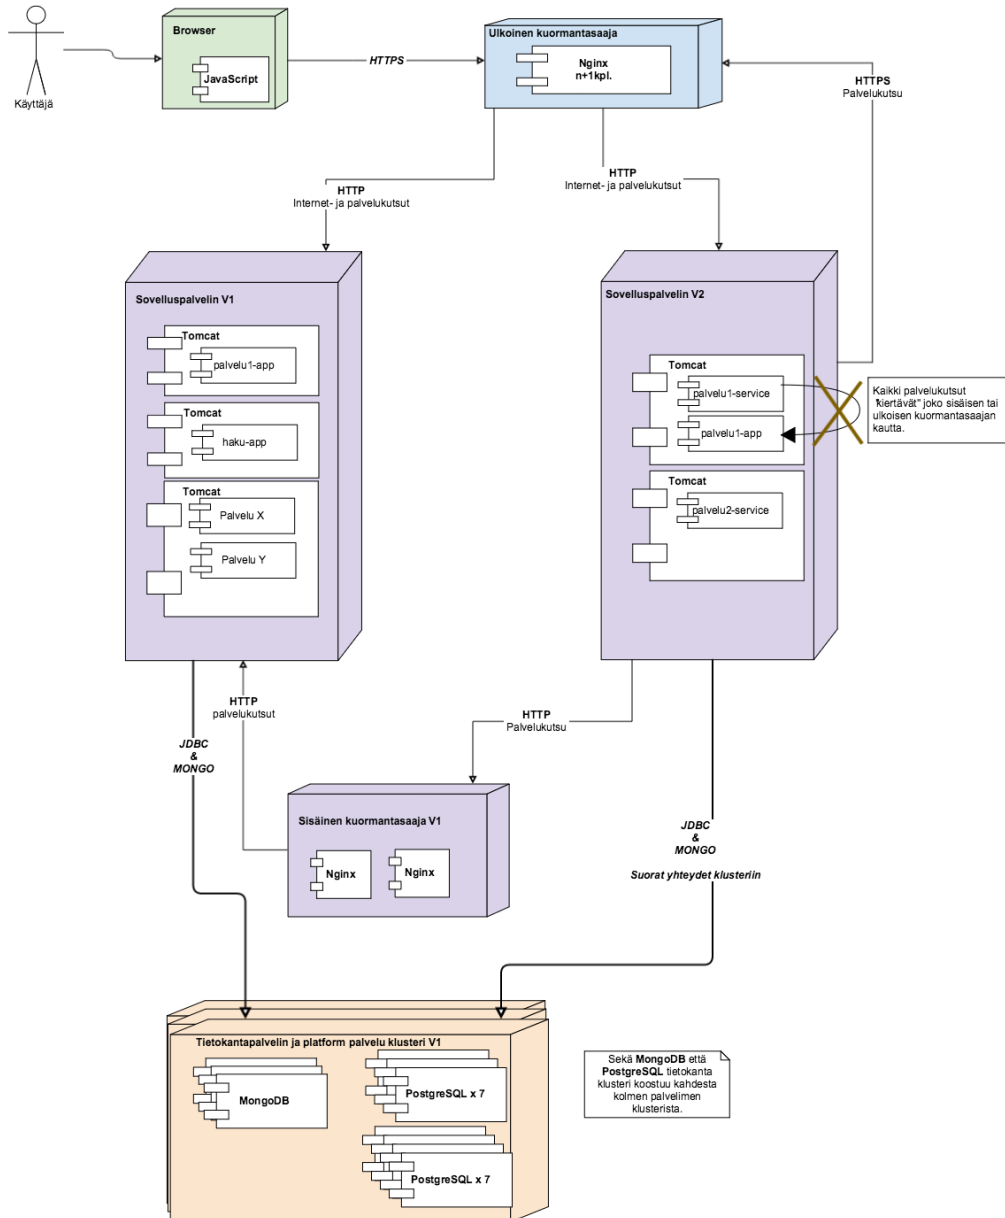 Käyttäjä
Browser
JavaScript
HTTPS
Ulkoinen kuormantasaaja
Nginx
n+1kpl.
HTTPS
Palvelukutsu
HTTP
Internet- ja palvelukutsut
HTTP
Internet- ja palvelukutsut
Sovelluspalvelin V1
Tomcat
palvelu1-app
Tomcat
haku-app
Tomcat
Palvelu X
Palvelu Y
Sovelluspalvelin V2
Tomcat
palvelu1-service
palvelu1-app
Tomcat
palvelu2-service
Kaikki palvelukutsut
"kiertävät" joko sisäisen tai
ulkoisen kuormantasaajan
kautta.
HTTP
palvelukutsut
HTTP
Palvelukutsu
JDBC
&
MONGO
Sisäinen kuormantasaaja V1
Nginx
Nginx
JDBC
&
MONGO
Suorat yhteydet klusteriin
Tietokantapalvelin ja platform palvelu klusteri V1
MongoDB
PostgreSQL x 7
PostgreSQL x 7
Sekä MongoDB että
PostgreSQL tietokanta
klusteri koostuu kahdesta
kolmen palvelimen
klusterista.